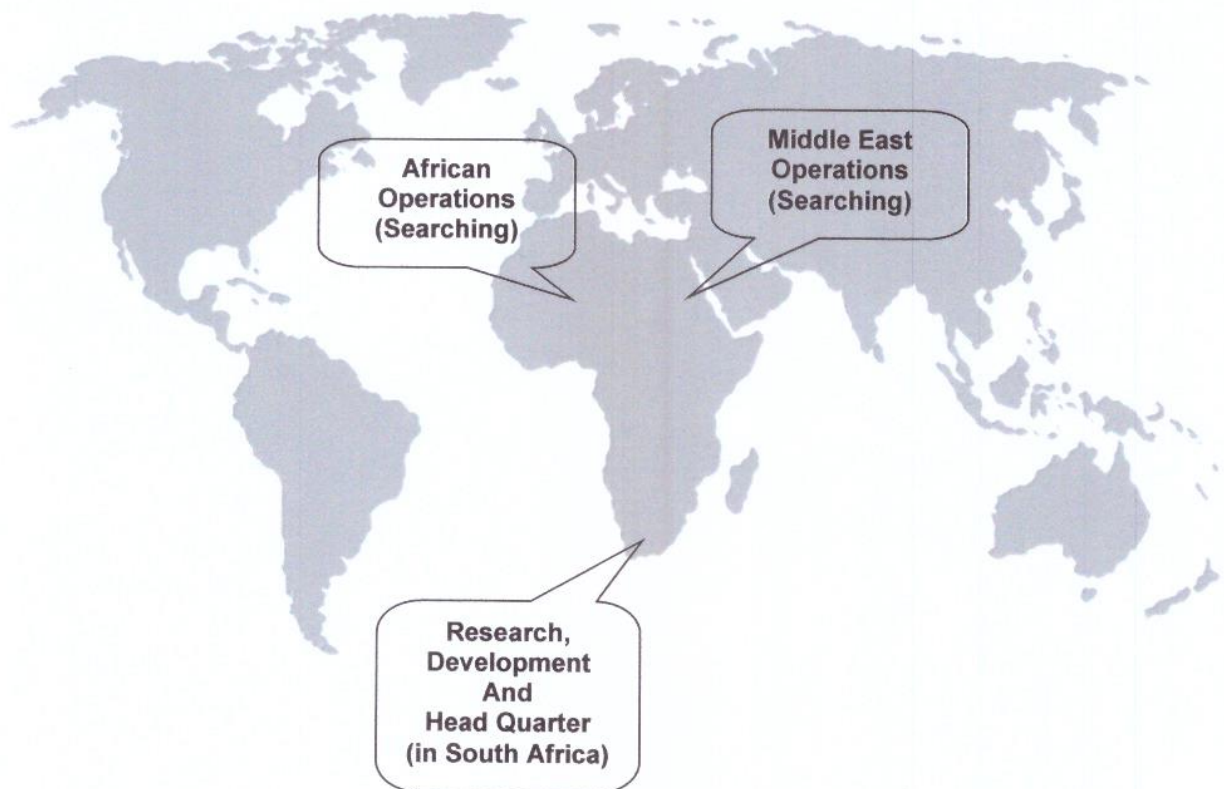 African
Operations
(Searching)
Middle East
Operations
(Searching)
Research,
Development
And
Head Quarter
(in South Africa)